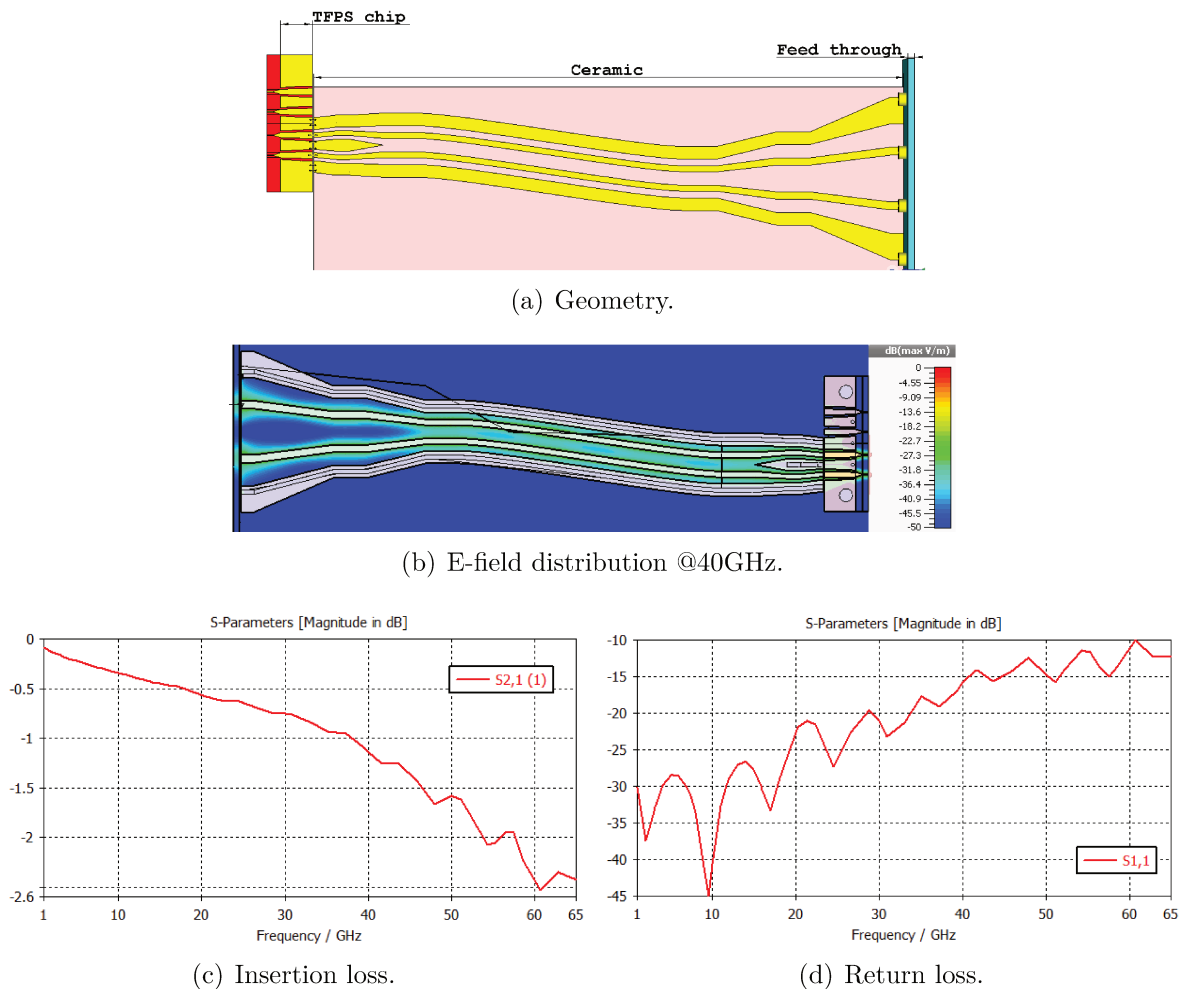 TFPS chip
Feed through
Ceramic
(a) Geometry.
dB(max V/m)
0
-4.55
-9.09
-13.6
-18.2
-22.7
-27.3
-31.8
-36.4
-40.9
-45.5
-50
(b) E-field distribution @40GHz.
S-Parameters [Magnitude in dB]
0
-0.5
-1
-1.5
-2
-2.6
S2,1 (1)
1 10 20 30 40 50 60 65
Frequency / GHz
(c) Insertion loss.
S-Parameters [Magnitude in dB]
-10
-15
-20
-25
-30
-35
-40
-45
S1,1
1 10 20 30 40 50 60 65
Frequency / GHz
(d) Return loss.